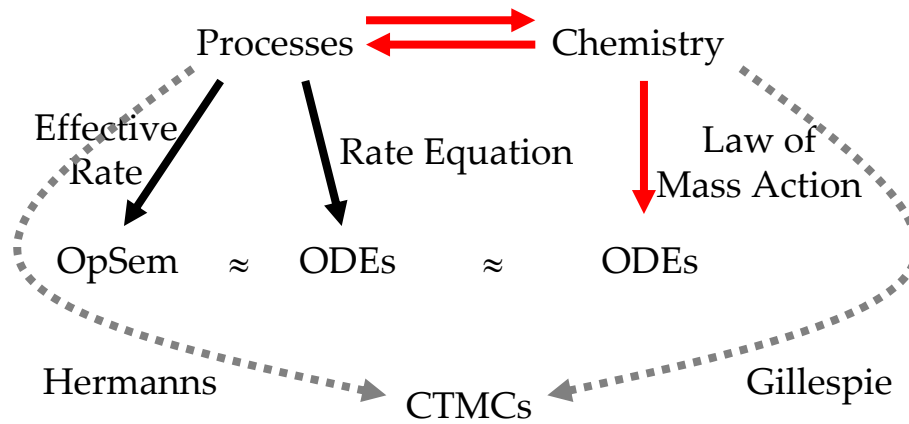 Processes
Chemistry
Effective
Rate
Rate Equation
Law of
Mass Action
OpSem ≈ ODEs ≈ ODEs
Hermanns
CTMCs
Gillespie